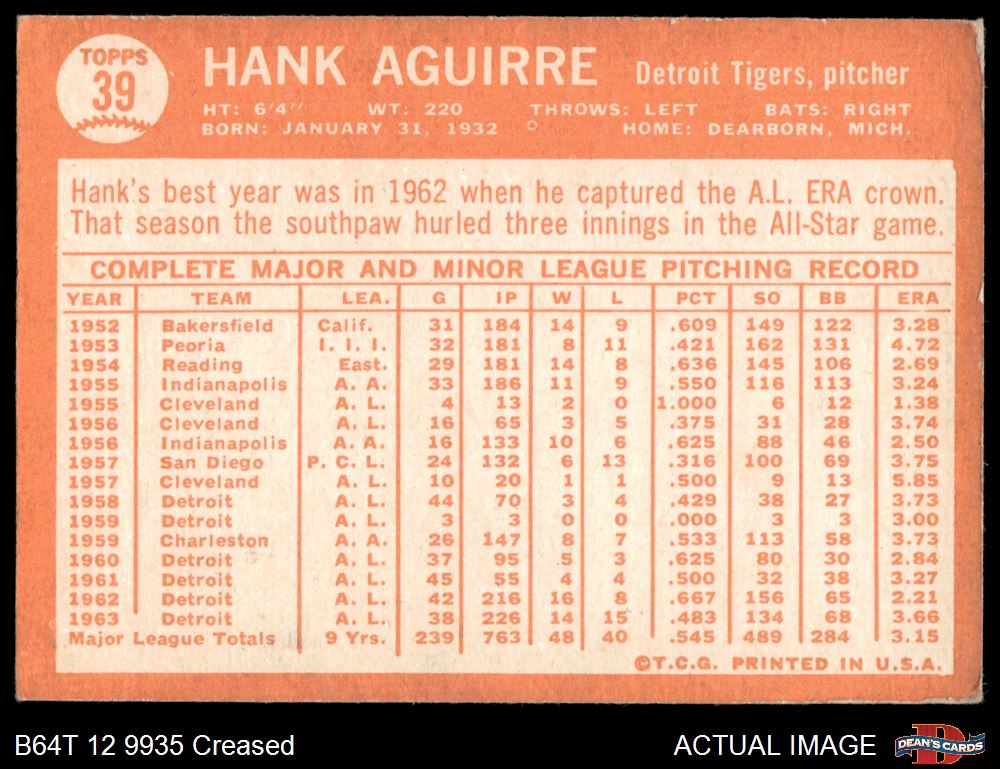 TOPPS
39
HANK AGUIRRE Detroit Tigers, pitcher
HT: 6'4" WT: 220 THROWS: LEFT BATS: RIGHT
BORN: JANUARY 31, 1932 HOME: DEARBORN, MICH.
Hank's best year was in 1962 when he captured the A.L. ERA crown.
That season the southpaw hurled three innings in the All-Star game.
COMPLETE MAJOR AND MINOR LEAGUE PITCHING RECORD
YEAR TEAM LEA. G IP W L PCT SO BB ERA
1952 Bakersfield Calif. 31 184 14 9 .609 149 122 3.28
1953 Peoria I. I. I. 32 181 8 11 .421 162 131 4.72
1954 Reading East. 29 181 14 8 .636 145 106 2.69
1955 Indianapolis A. A. 33 186 11 9 .550 116 113 3.24
1955 Cleveland A. L. 4 13 2 0 1.000 6 12 1.38
1956 Cleveland A. L. 16 65 3 5 .375 31 28 3.74
1956 Indianapolis A. A. 16 133 10 6 .625 88 46 2.50
1957 San Diego P. C. L. 24 132 6 13 .316 100 69 3.75
1957 Cleveland A. L. 10 20 1 1 .500 9 13 5.85
1958 Detroit A. L. 44 70 3 4 .429 38 27 3.73
1959 Detroit A. L. 3 3 0 0 .000 3 3 3.00
1959 Charleston A. A. 26 147 8 7 .533 113 58 3.73
1960 Detroit A. L. 37 95 5 3 .625 80 30 2.84
1961 Detroit A. L. 45 55 4 4 .500 32 38 3.27
1962 Detroit A. L. 42 216 16 8 .667 156 65 2.21
1963 Detroit A. L. 38 226 14 15 .483 134 68 3.66
Major League Totals 9 Yrs. 239 763 48 40 .545 489 284 3.15
©T.C.G. PRINTED IN U.S.A.
B64T 12 9935 Creased ACTUAL IMAGE
DEAN'S CARDS